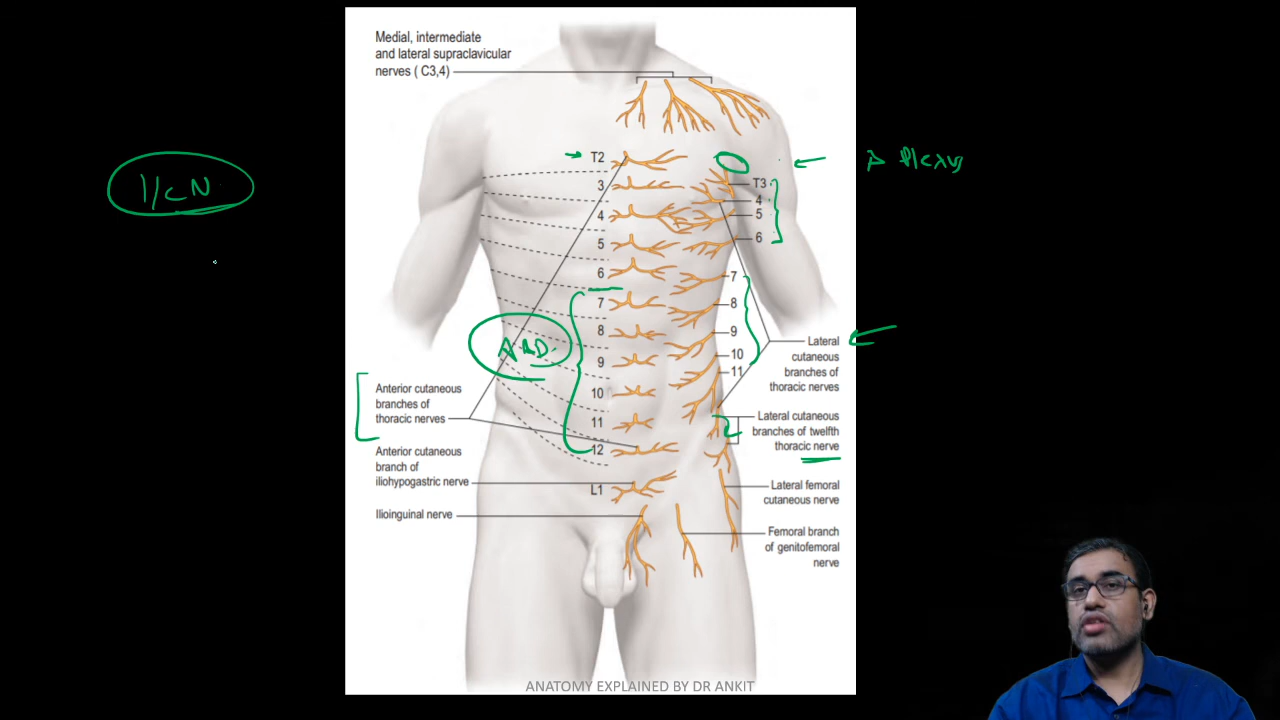 Medial, intermediate
and lateral supraclavicular
nerves ( C3,4)
T2
3
4
5
6
7
8
9
10
11
12
L1
T3
4
5
6
7
8
9
10
11
Lateral
cutaneous
branches of
thoracic nerves
Lateral cutaneous
branches of twelfth
thoracic nerve
Lateral femoral
cutaneous nerve
Femoral branch
of genitofemoral
nerve
Anterior cutaneous
branches of
thoracic nerves
Anterior cutaneous
branch of
iliohypogastric nerve
Ilioinguinal nerve
I/c N
Plexus
ANATOMY EXPLAINED BY DR ANKIT